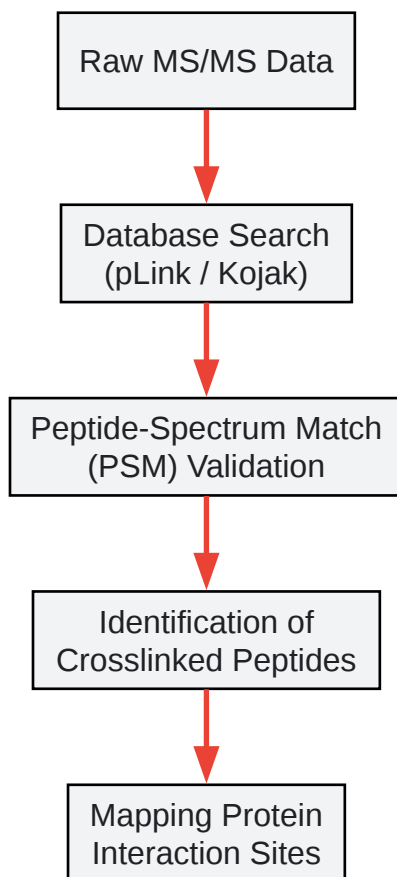 Raw MS/MS Data
Database Search
(pLink / Kojak)
Peptide-Spectrum Match
(PSM) Validation
Identification of
Crosslinked Peptides
Mapping Protein
Interaction Sites